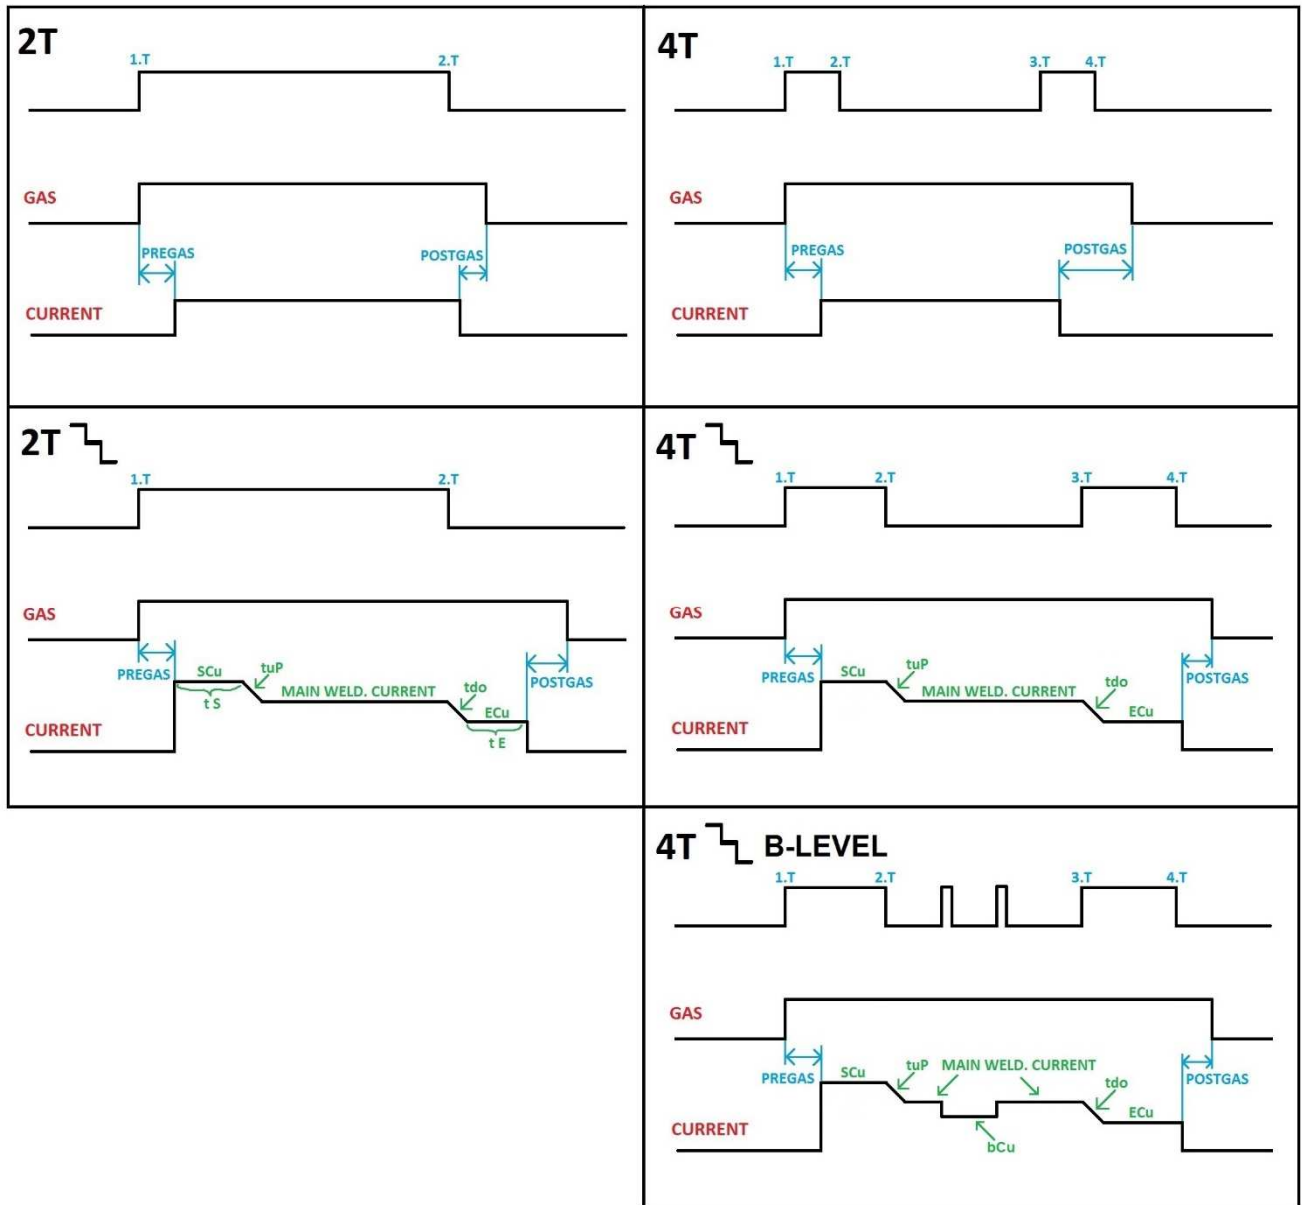 2T
1.T
2.T
GAS
PREGAS
POSTGAS
CURRENT
4T
1.T
2.T
3.T
4.T
GAS
PREGAS
POSTGAS
CURRENT
2T
1.T
2.T
GAS
PREGAS
SCu
t S
tuP
MAIN WELD. CURRENT
tdo
ECu
t E
POSTGAS
CURRENT
4T
1.T
2.T
3.T
4.T
GAS
PREGAS
SCu
tuP
MAIN WELD. CURRENT
tdo
ECu
POSTGAS
CURRENT
4T B-LEVEL
1.T
2.T
3.T
4.T
GAS
PREGAS
SCu
tuP
MAIN WELD. CURRENT
tdo
ECu
POSTGAS
CURRENT
bCu